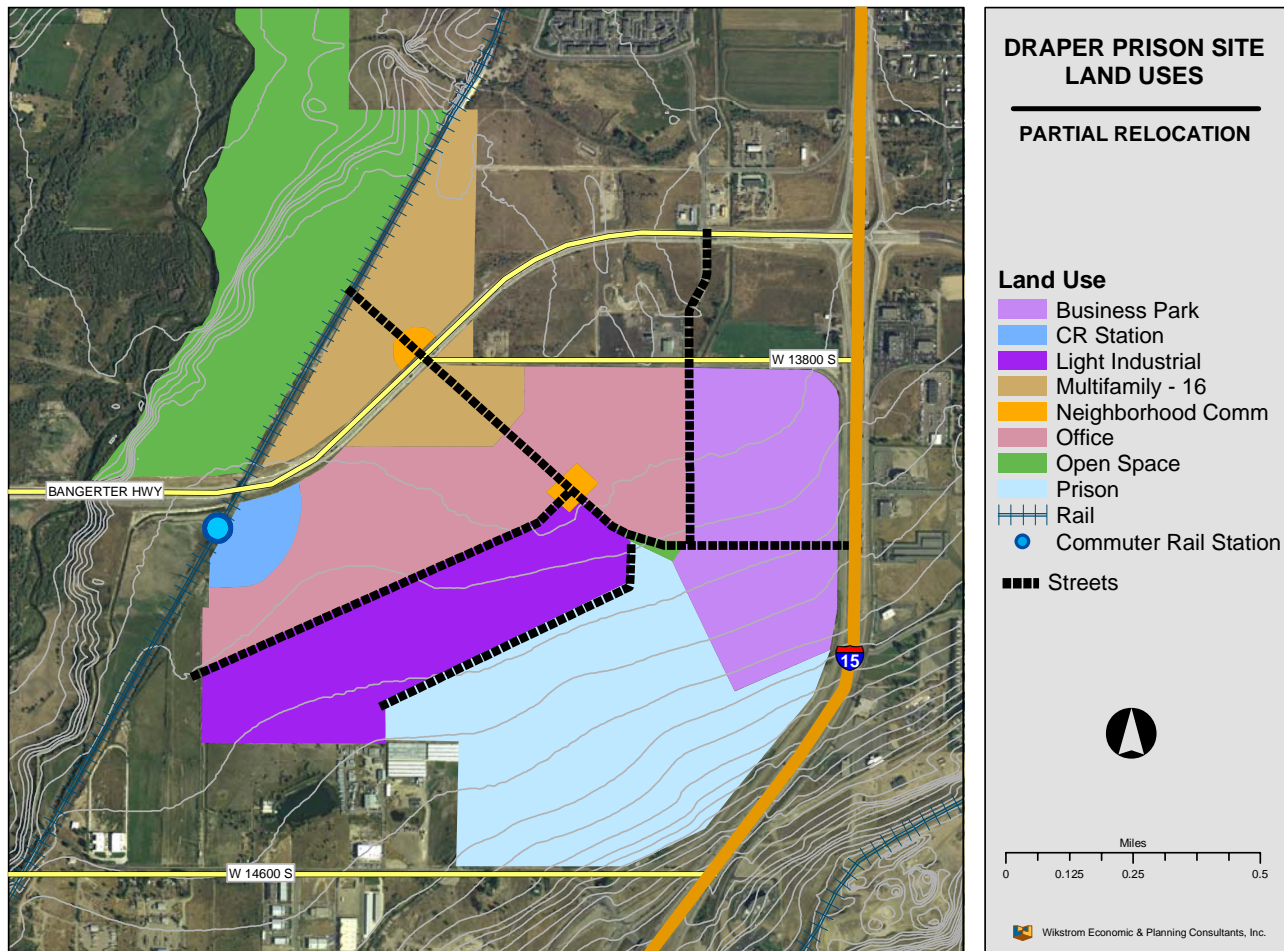 W 13800 S
BANGERTER HWY
15
W 14600 S
DRAPER PRISON SITE
LAND USES
PARTIAL RELOCATION
Land Use
Business Park
CR Station
Light Industrial
Multifamily - 16
Neighborhood Comm
Office
Open Space
Prison
Rail
Commuter Rail Station
Streets
Miles
0 0.125 0.25 0.5
Wikstrom Economic & Planning Consultants, Inc.